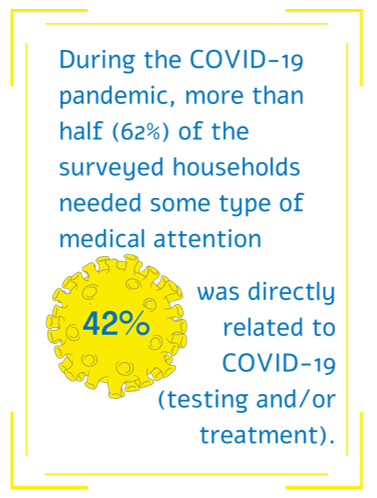 During the COVID-19
pandemic, more than
half (62%) of the
surveyed households
needed some type of
medical attention
42%
was directly
related to
COVID-19
(testing and/or
treatment).